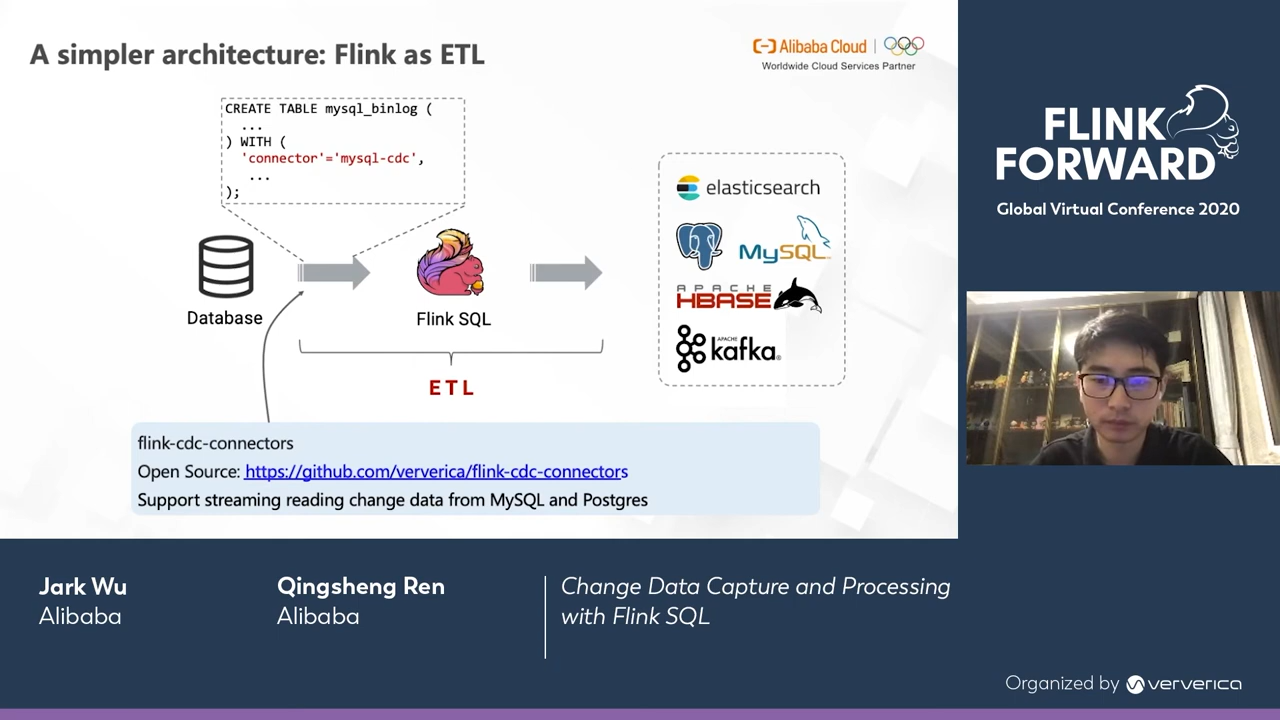 A simpler architecture: Flink as ETL
Alibaba Cloud
Worldwide Cloud Services Partner
CREATE TABLE mysql_binlog (
...
) WITH (
'connector'='mysql-cdc',
...
);
Database
Flink SQL
ETL
elasticsearch
MySQL
APACHE
HBASE
APACHE
kafka
flink-cdc-connectors
Open Source: https://github.com/ververica/flink-cdc-connectors
Support streaming reading change data from MySQL and Postgres
FLINK
FORWARD
Global Virtual Conference 2020
Jark Wu
Alibaba
Qingsheng Ren
Alibaba
Change Data Capture and Processing
with Flink SQL
Organized by ververica